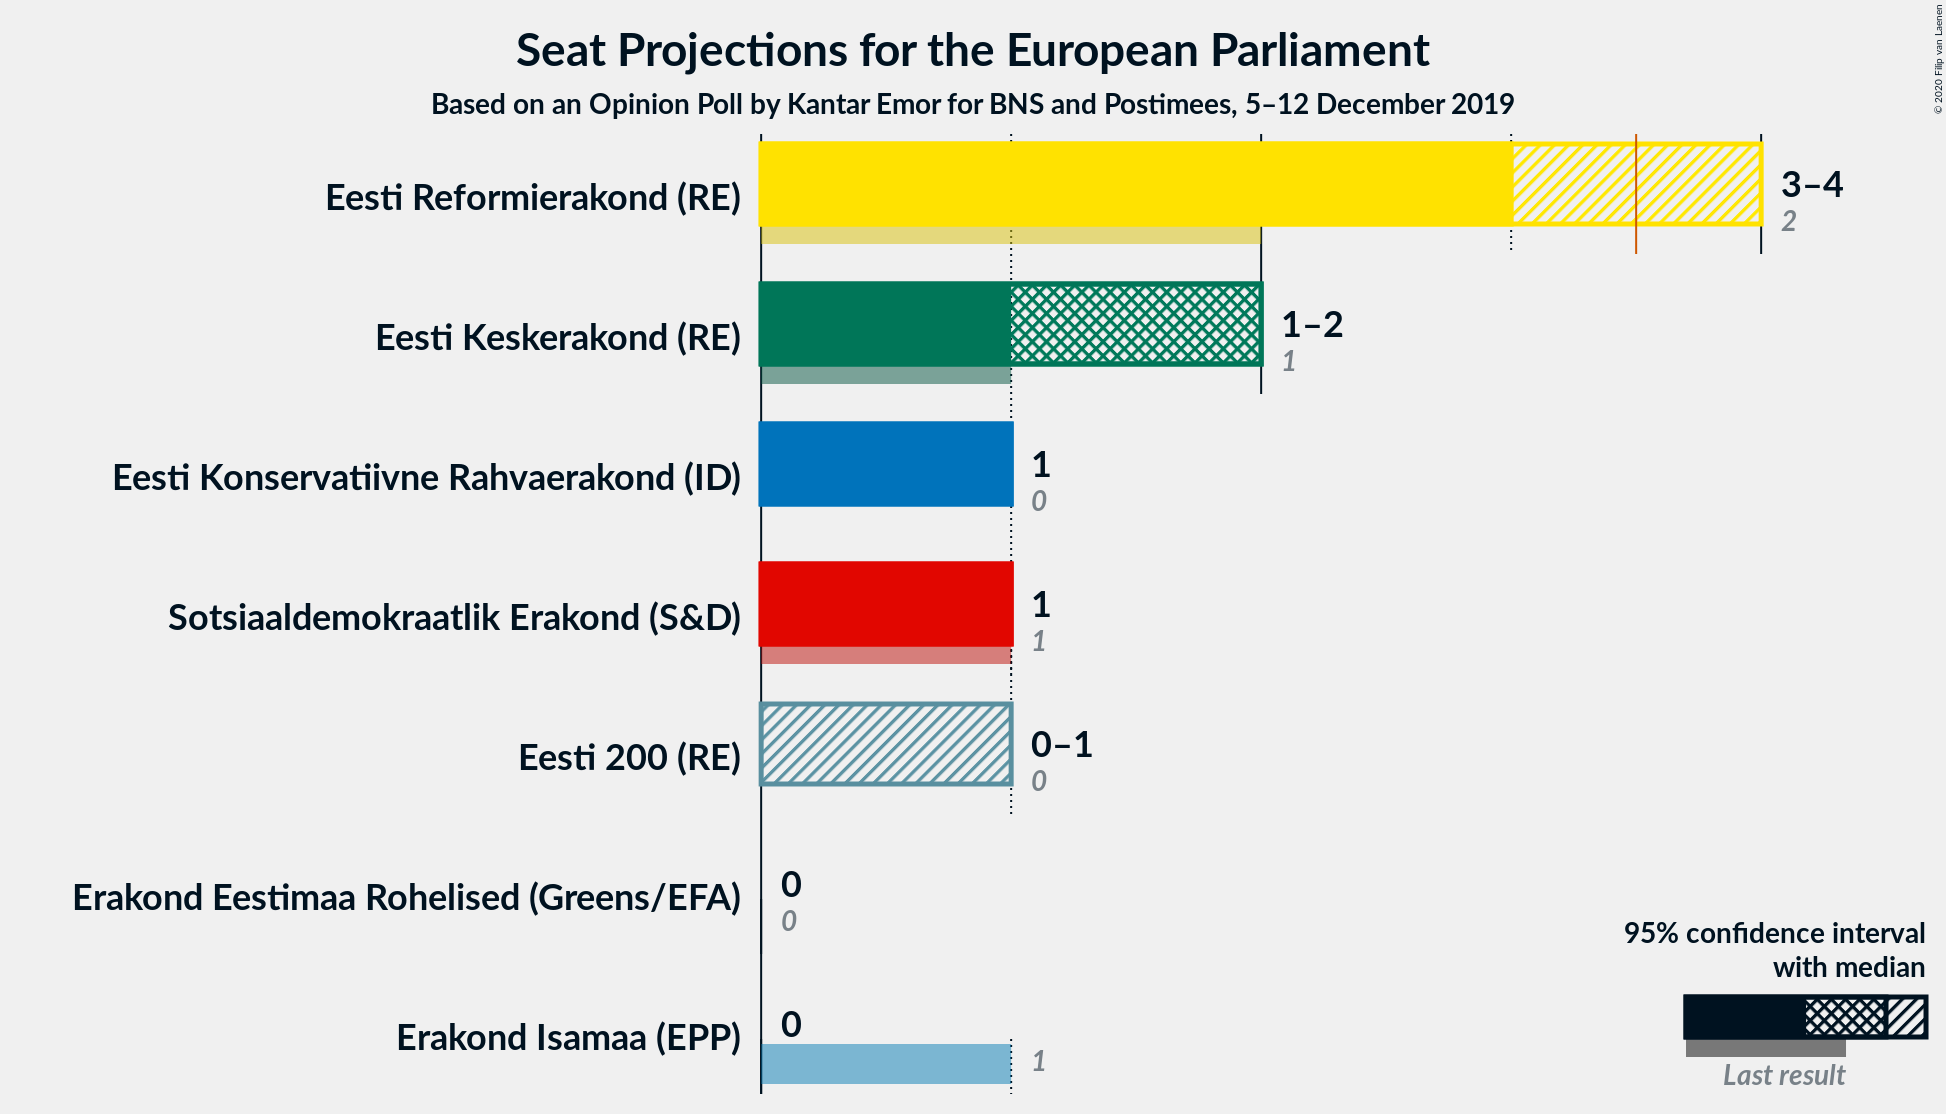 Seat Projections for the European Parliament
Based on an Opinion Poll by Kantar Emor for BNS and Postimees, 5–12 December 2019
© 2020 Filip van Laenen
Eesti Reformierakond (RE)
3–4
2
Eesti Keskerakond (RE)
1–2
1
Eesti Konservatiivne Rahvaerakond (ID)
1
0
Sotsiaaldemokraatlik Erakond (S&D)
1
1
Eesti 200 (RE)
0–1
0
Erakond Eestimaa Rohelised (Greens/EFA)
0
0
Erakond Isamaa (EPP)
0
1
95% confidence interval
with median
Last result